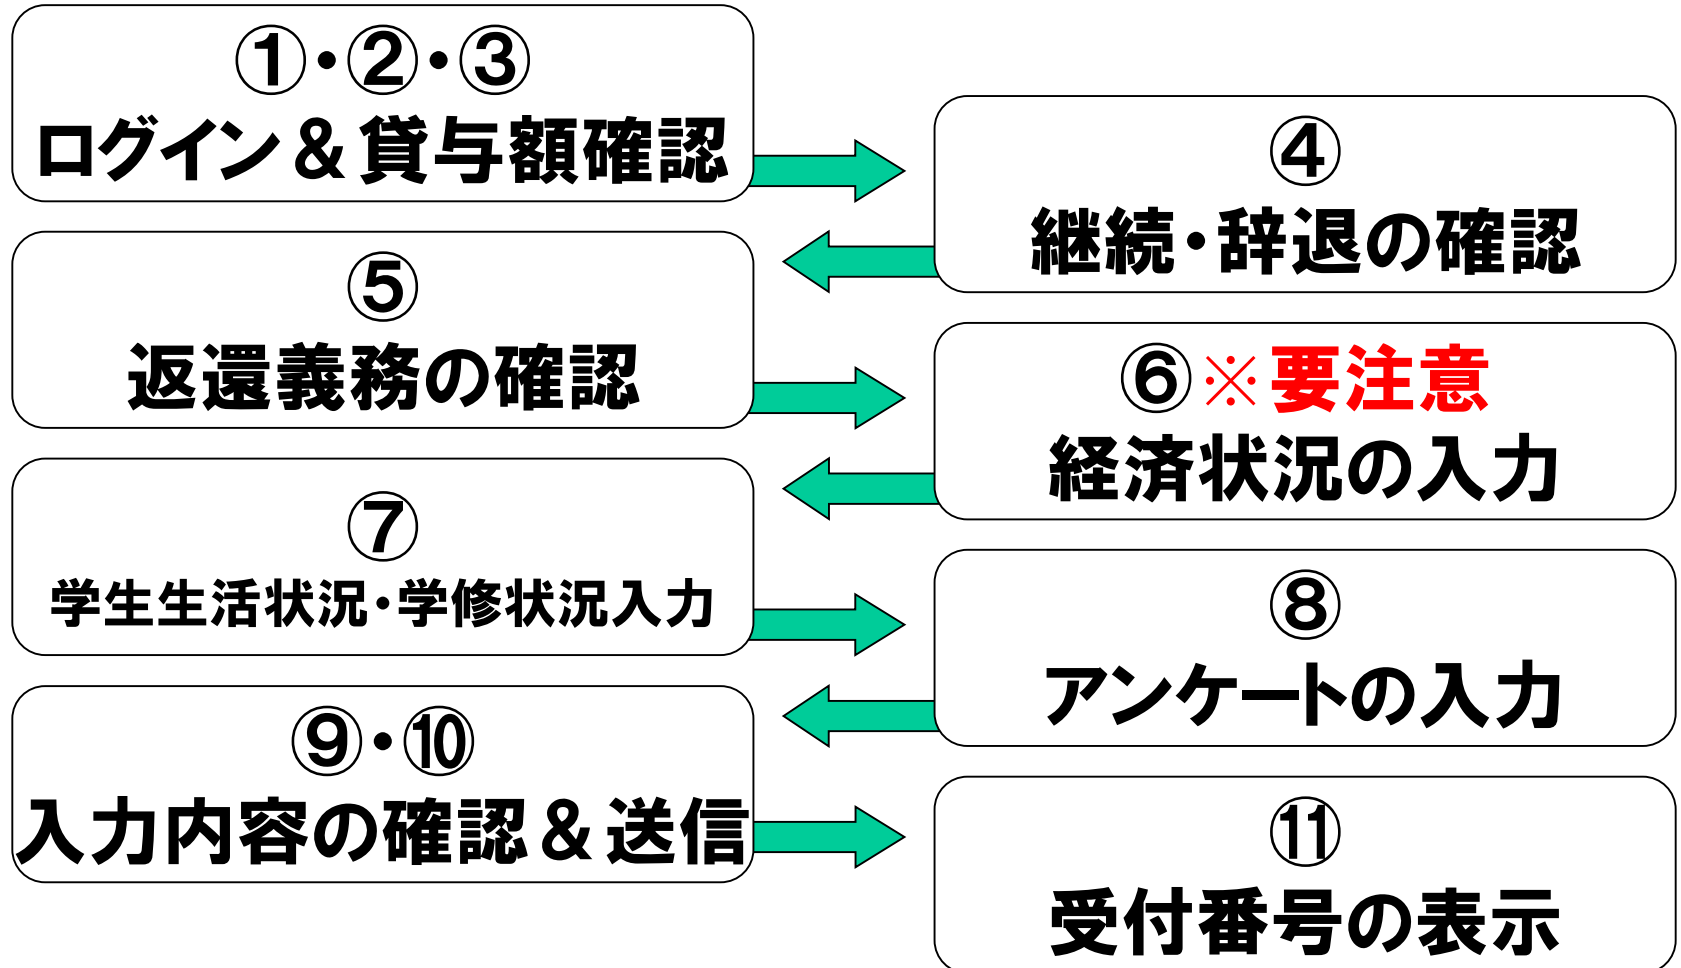 ①・②・③
ログイン＆貸与額確認
④
継続・辞退の確認
⑤
返還義務の確認
⑥※要注意
経済状況の入力
⑦
学生生活状況・学修状況入力
⑧
アンケートの入力
⑨・⑩
入力内容の確認＆送信
⑪
受付番号の表示